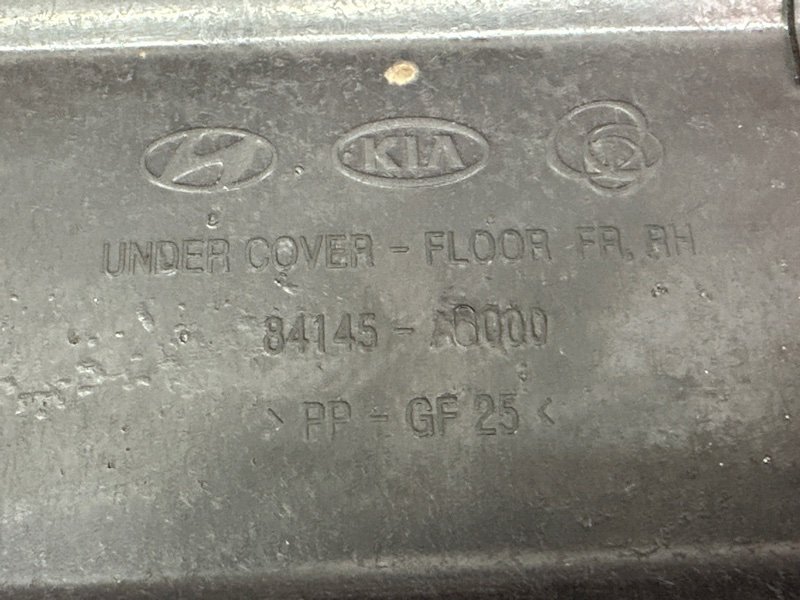 KIA
UNDER COVER - FLOOR FR. RH
84145 - A6000
> PP - GF 25 <